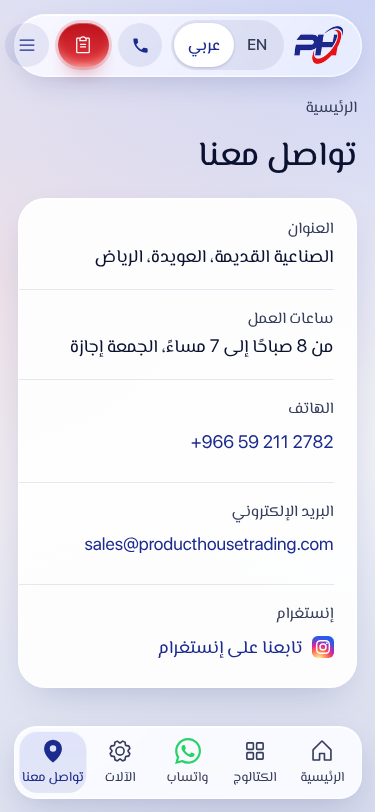 PH
EN
عربي
الرئيسية
تواصل معنا
العنوان
الصناعية القديمة، العويدة، الرياض
ساعات العمل
من 8 صباحًا إلى 7 مساءً، الجمعة إجازة
الهاتف
+966 59 211 2782
البريد الإلكتروني
sales@producthousetrading.com
إنستغرام
تابعنا على إنستغرام
الرئيسية
الكتالوج
واتساب
الآلات
تواصل معنا